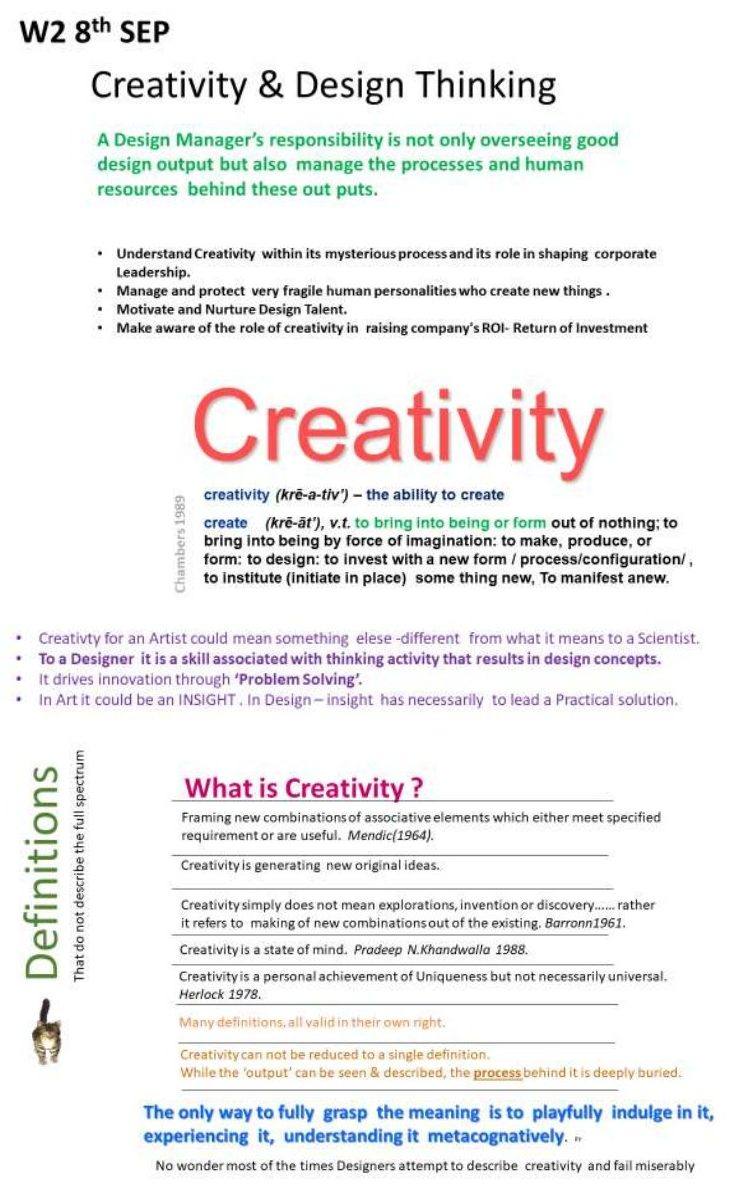 W2 8th SEP
Creativity & Design Thinking
A Design Manager's responsibility is not only overseeing good
design output but also manage the processes and human
resources behind these out puts.
• Understand Creativity within its mysterious process and its role in shaping corporate
Leadership.
• Manage and protect very fragile human personalities who create new things .
• Motivate and Nurture Design Talent.
• Make aware of the role of creativity in raising company's ROI- Return of Investment
Creativity
Chambers 1989
creativity (krē-a-tiv') – the ability to create
create (krē-āt'), v.t. to bring into being or form out of nothing; to
bring into being by force of imagination: to make, produce, or
form: to design: to invest with a new form / process/configuration/ ,
to institute (initiate in place) some thing new, To manifest anew.
• Creativty for an Artist could mean something elese -different from what it means to a Scientist.
• To a Designer it is a skill associated with thinking activity that results in design concepts.
• It drives innovation through 'Problem Solving'.
• In Art it could be an INSIGHT . In Design – insight has necessarily to lead a Practical solution.
Definitions
That do not describe the full spectrum
What is Creativity ?
Framing new combinations of associative elements which either meet specified
requirement or are useful. Mendic(1964).
Creativity is generating new original ideas.
Creativity simply does not mean explorations, invention or discovery...... rather
it refers to making of new combinations out of the existing. Barronn1961.
Creativity is a state of mind. Pradeep N.Khandwalla 1988.
Creativity is a personal achievement of Uniqueness but not necessarily universal.
Herlock 1978.
Many definitions, all valid in their own right.
Creativity can not be reduced to a single definition.
While the 'output' can be seen & described, the process behind it is deeply buried.
The only way to fully grasp the meaning is to playfully indulge in it,
experiencing it, understanding it metacognatively.
No wonder most of the times Designers attempt to describe creativity and fail miserably